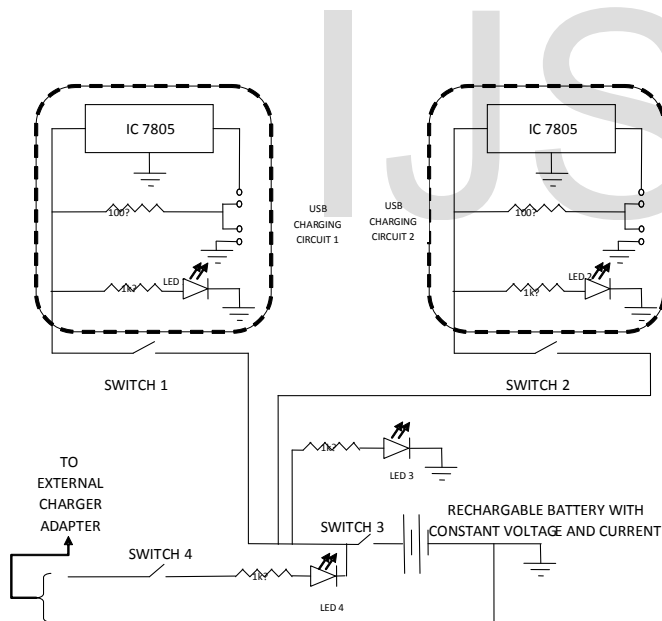 IJS
IC 7805
IC 7805
100?
USB
CHARGING
CIRCUIT 1
USB
CHARGING
CIRCUIT 2
100?
LED
1k?
LED 2
1k?
SWITCH 1
SWITCH 2
1k?
LED 3
TO
EXTERNAL
CHARGER
ADAPTER
RECHARGABLE BATTERY WITH
CONSTANT VOLTAGE AND CURRENT
SWITCH 3
SWITCH 4
1k?
LED 4